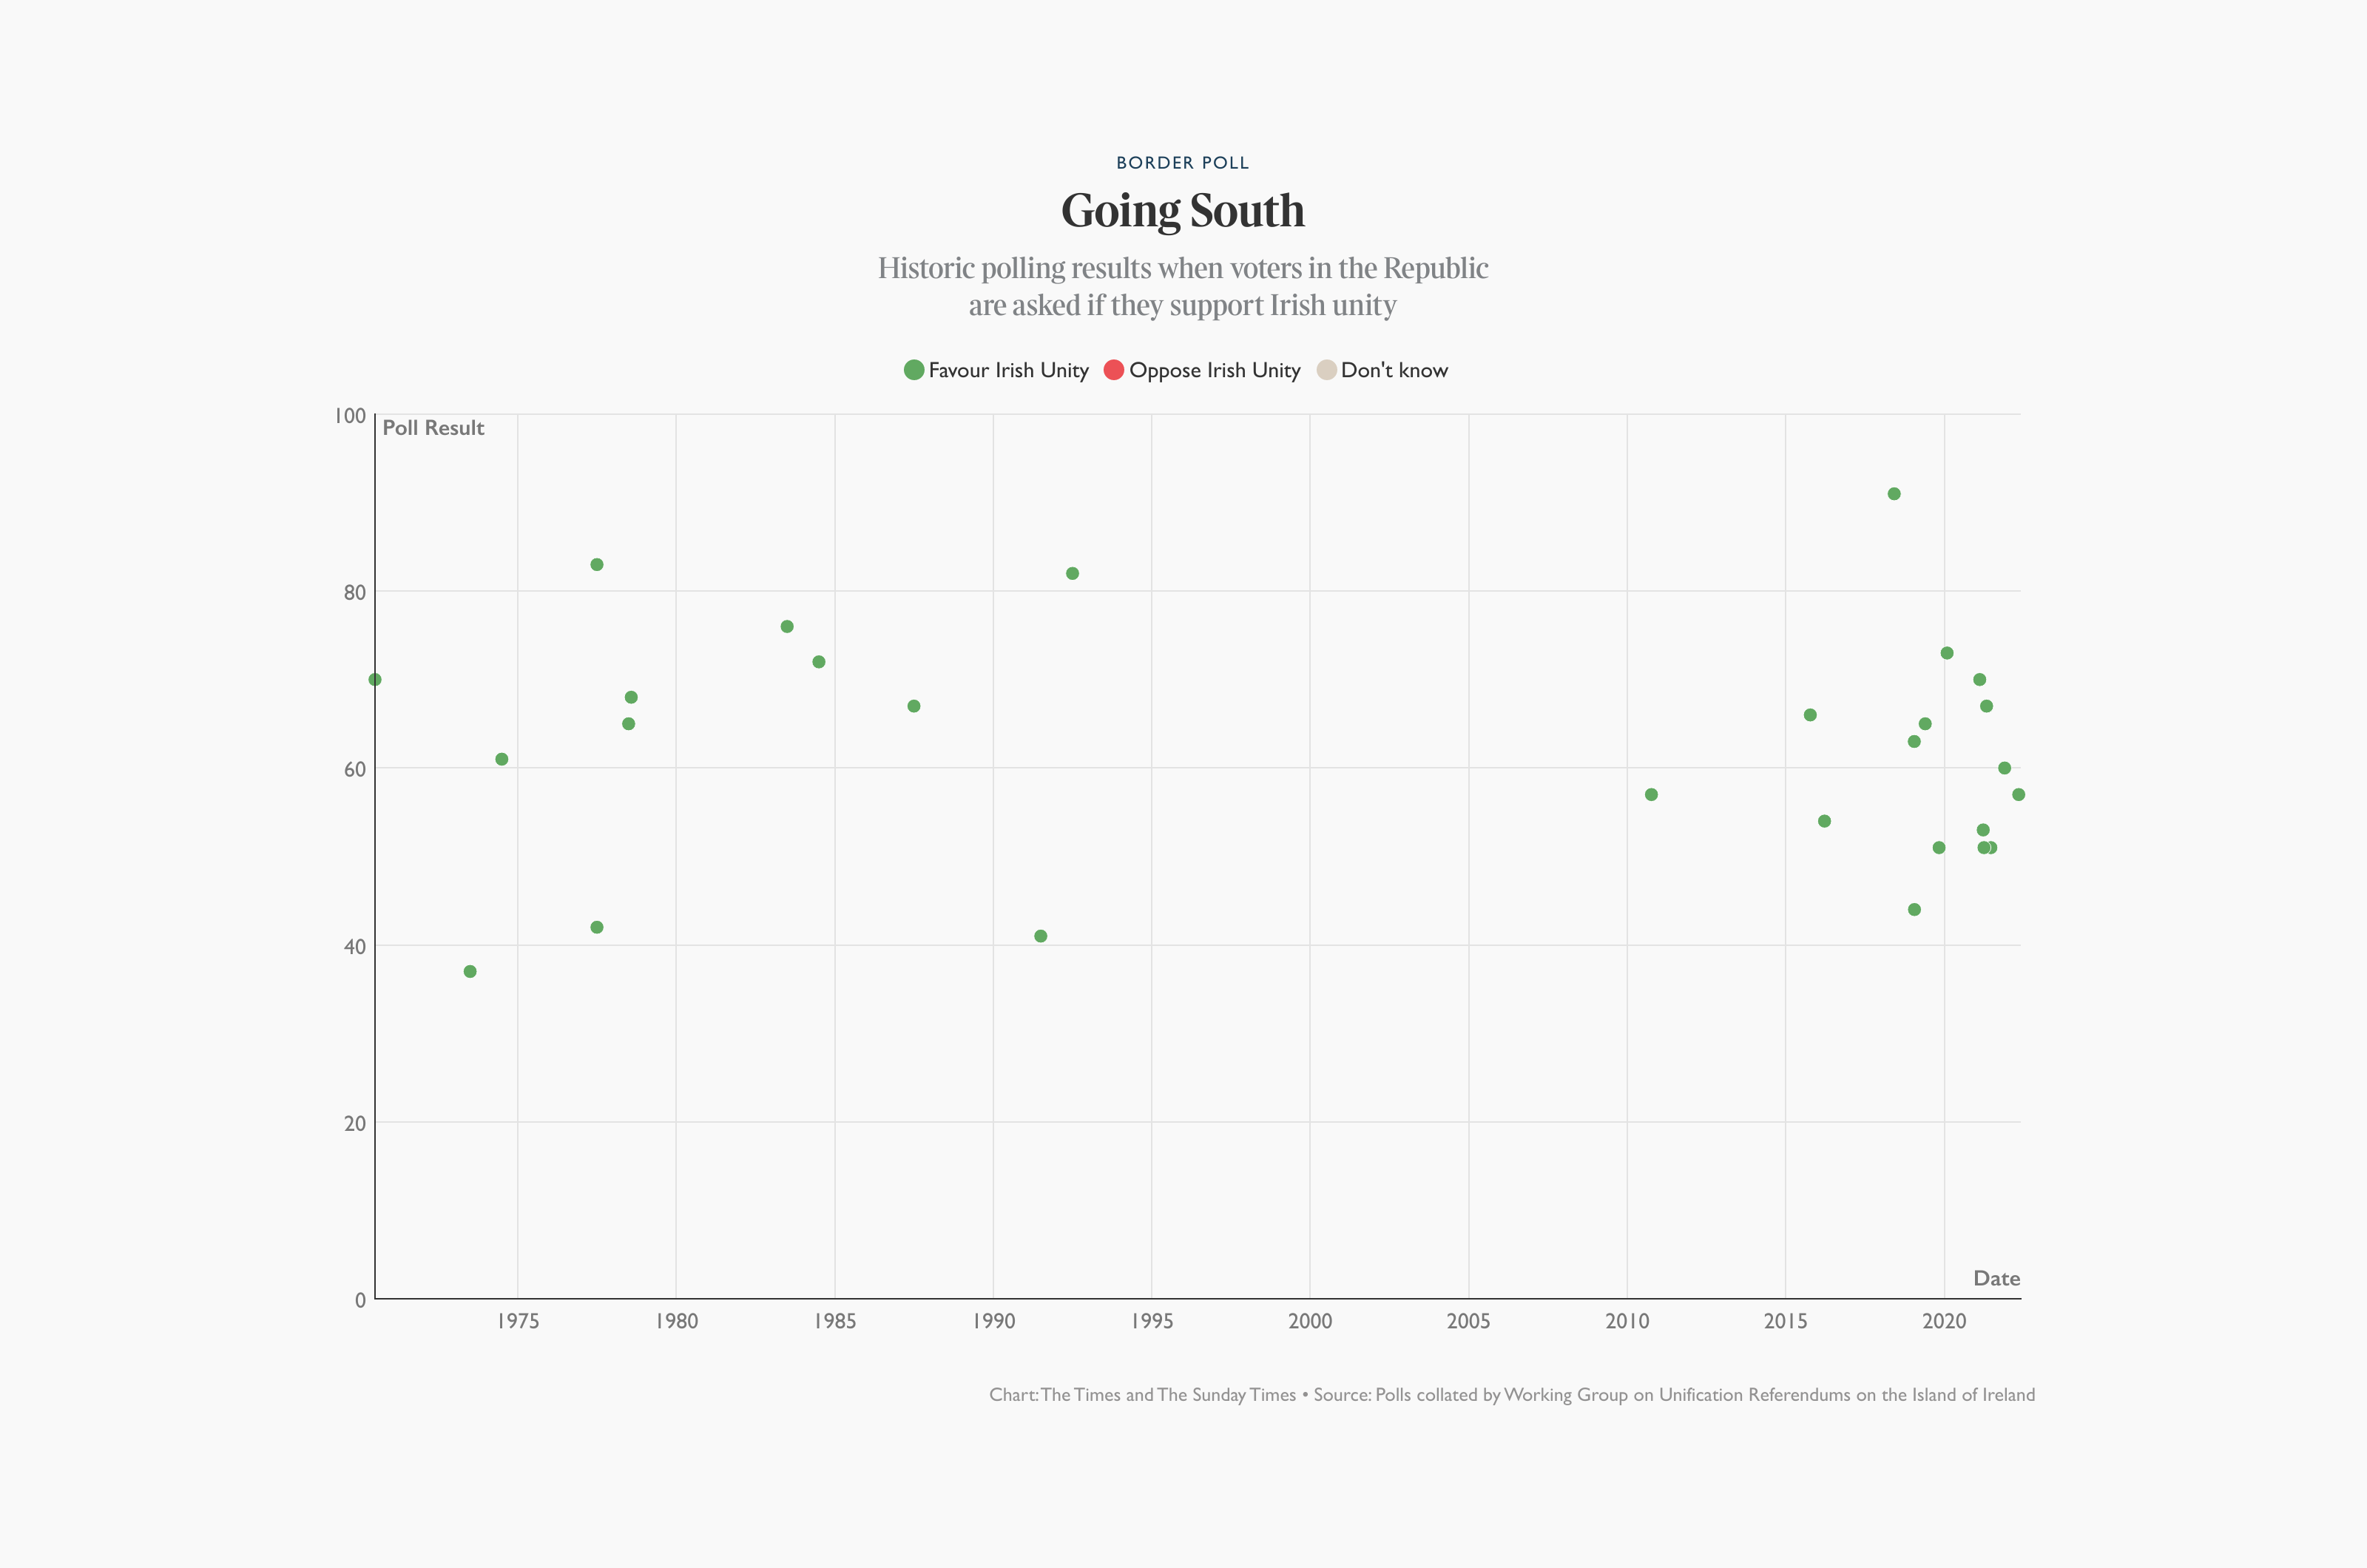 BORDER POLL
Going South
Historic polling results when voters in the Republic
are asked if they support Irish unity
Favour Irish Unity Oppose Irish Unity Don't know
100
Poll Result
80
60
40
20
Date
0
1975 1980 1985 1990 1995 2000 2005 2010 2015 2020
Chart: The Times and The Sunday Times • Source: Polls collated by Working Group on Unification Referendums on the Island of Ireland